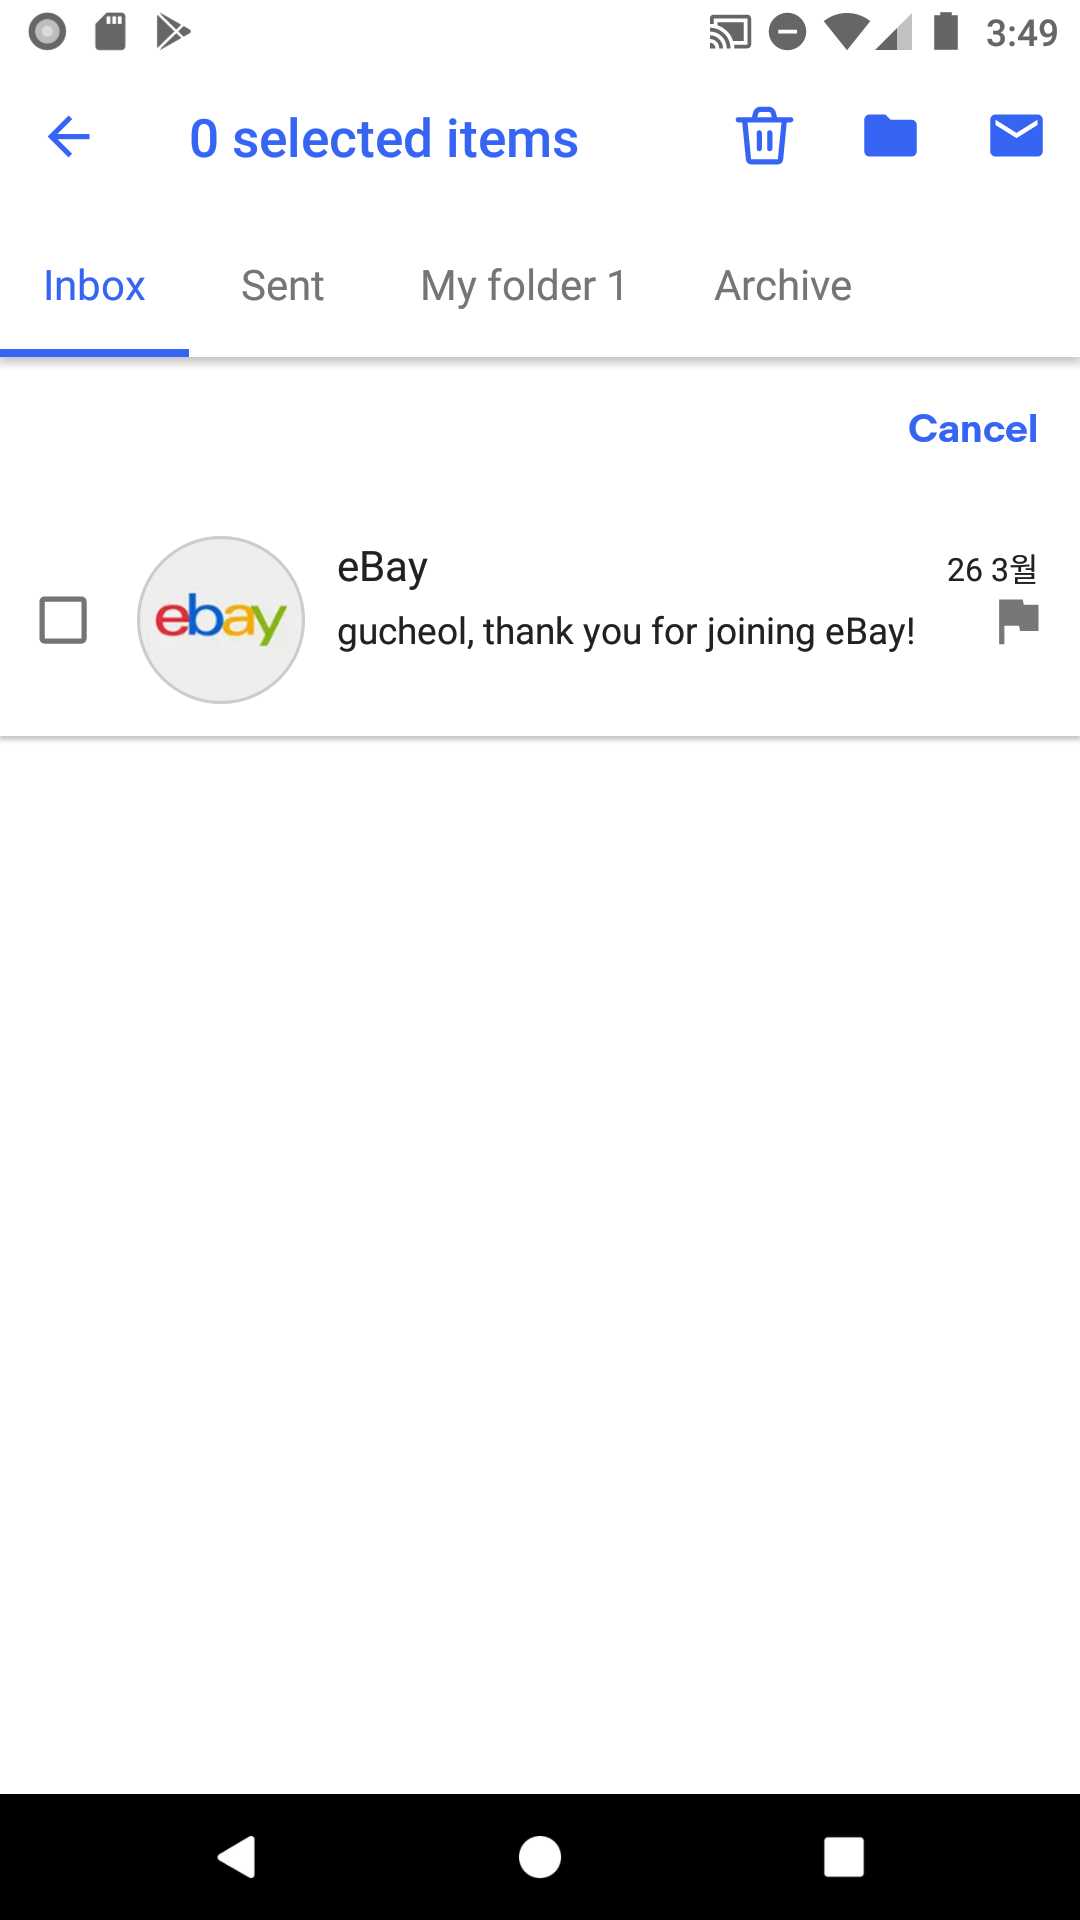 3:49
0 selected items
Inbox Sent My folder 1 Archive
Cancel
ebay
eBay
26 3월
gucheol, thank you for joining eBay!